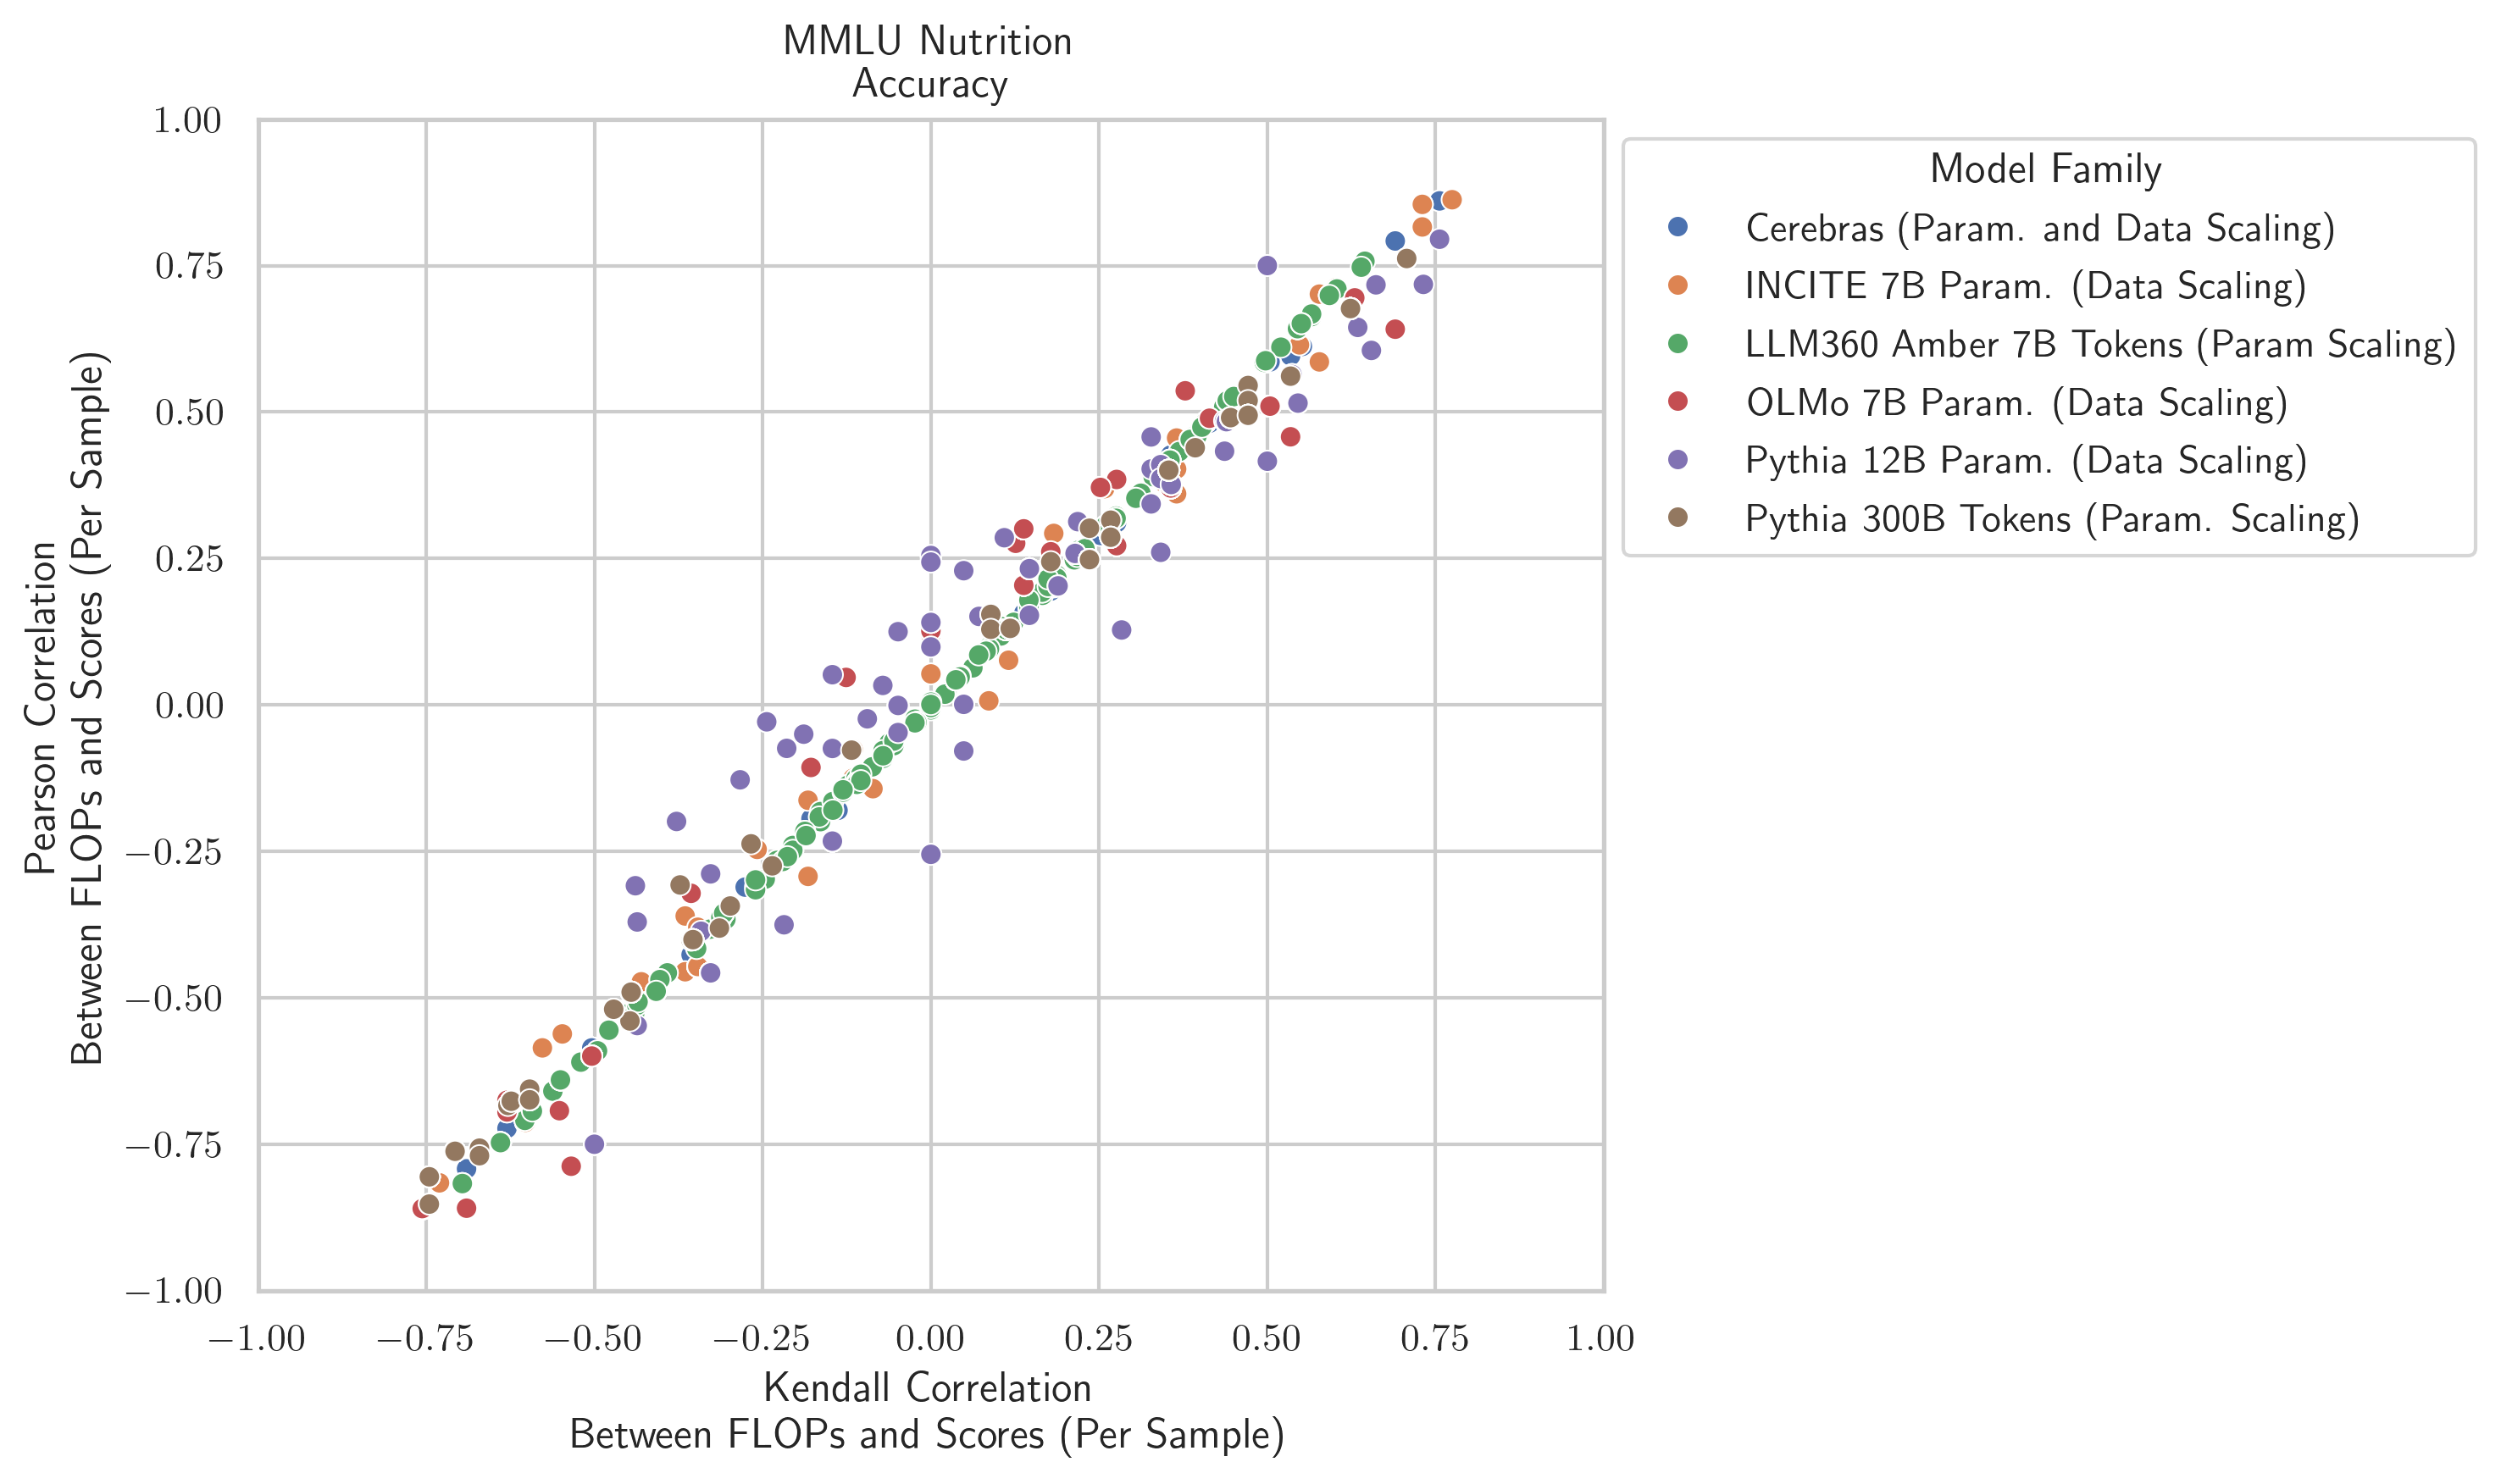 MMLU Nutrition
Accuracy
Pearson Correlation
Between FLOPs and Scores (Per Sample)
1.00
0.75
0.50
0.25
0.00
−0.25
−0.50
−0.75
−1.00
−1.00 −0.75 −0.50 −0.25 0.00 0.25 0.50 0.75 1.00
Kendall Correlation
Between FLOPs and Scores (Per Sample)
Model Family
Cerebras (Param. and Data Scaling)
INCITE 7B Param. (Data Scaling)
LLM360 Amber 7B Tokens (Param Scaling)
OLMo 7B Param. (Data Scaling)
Pythia 12B Param. (Data Scaling)
Pythia 300B Tokens (Param. Scaling)